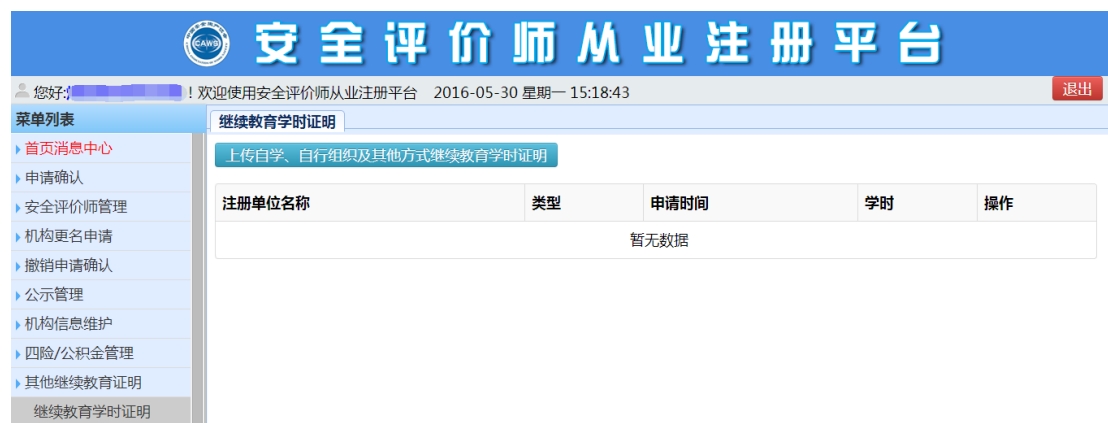 CAWS
安全评价师从业注册平台
您好:
！欢迎使用安全评价师从业注册平台 2016-05-30 星期一 15:18:43
退出
菜单列表
继续教育学时证明
首页消息中心
上传自学、自行组织及其他方式继续教育学时证明
申请确认
安全评价师管理
注册单位名称 类型 申请时间 学时 操作
机构更名申请
暂无数据
撤销申请确认
公示管理
机构信息维护
四险/公积金管理
其他继续教育证明
继续教育学时证明